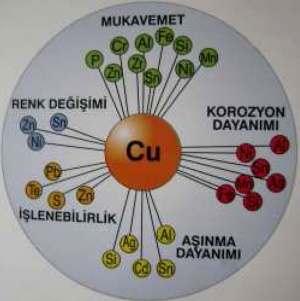 MUKAVEMET
Cr Al Fe Si
P Zn Zr Sn Ni Mn
RENK DEĞİŞİMİ
Zn Sn
Ni
KOROZYON
DAYANIMI
Ni Al
Sn
Mn As
Fe Si
Cu
Pb
Te S Zn
İŞLENEBİLİRLİK
Ag Al
Si Cd Sn
AŞINMA
DAYANIMI